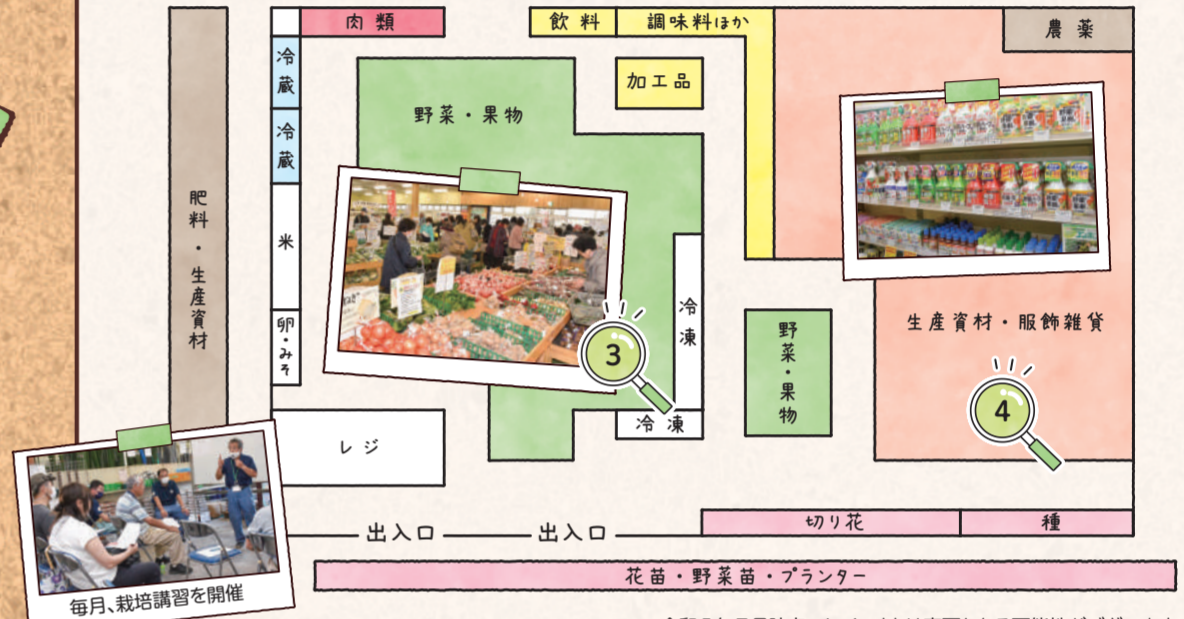 肉類
飲料
調味料ほか
農薬
冷蔵
加工品
野菜・果物
冷蔵
肥料・生産資材
米
冷凍
生産資材・服飾雑貨
卵・みそ
野菜・果物
3
4
冷凍
レジ
切り花
種
出入口
出入口
花苗・野菜苗・プランター
毎月、栽培講習を開催